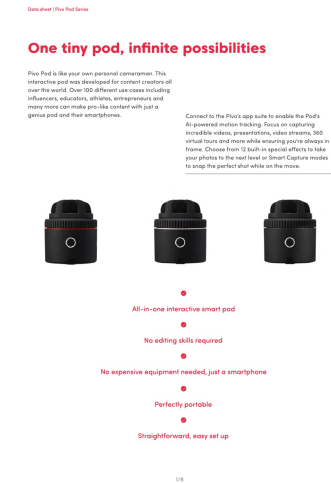 Data sheet | Pivo Pod Series
One tiny pod, infinite possibilities
Pivo Pod is like your own personal cameraman. This
interactive pod was developed for content creators all
over the world. Over 100 different use cases including
influencers, educators, athletes, entrepreneurs and
many more can make pro-like content with just a
genius pod and their smartphones.
Connect to the Pivo's app suite to enable the Pod's
AI-powered motion tracking. Focus on capturing
incredible videos, presentations, video streams, 360
virtual tours and more while ensuring you're always in
frame. Choose from 12 built-in special effects to take
your photos to the next level or Smart Capture modes
to snap the perfect shot while on the move.
All-in-one interactive smart pod
No editing skills required
No expensive equipment needed, just a smartphone
Perfectly portable
Straightforward, easy set up
1/8